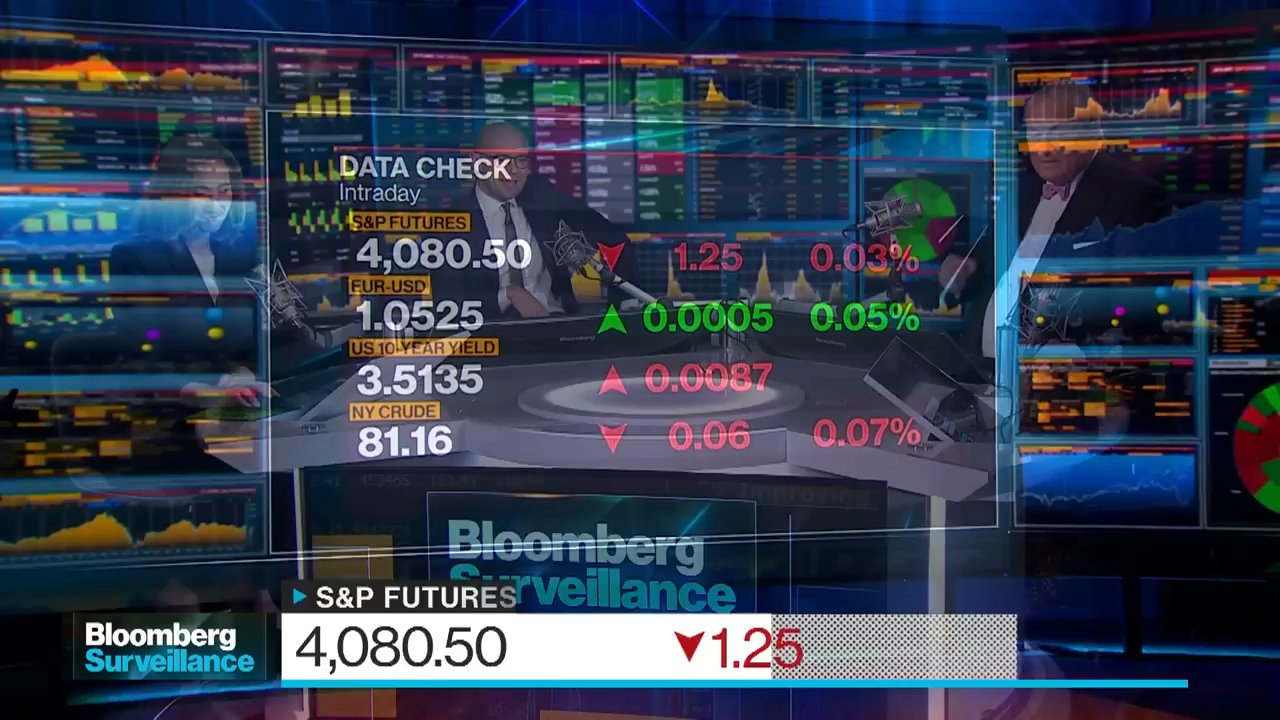 DATA CHECK
Intraday
S&P FUTURES
4,080.50 1.25 0.03%
EUR-USD
1.0525 0.0005 0.05%
US 10-YEAR YIELD
3.5135 0.0087
NY CRUDE
81.16 0.06 0.07%
Improving
Bloomberg
Surveillance
S&P FUTURES
Bloomberg
Surveillance
4,080.50 1.25